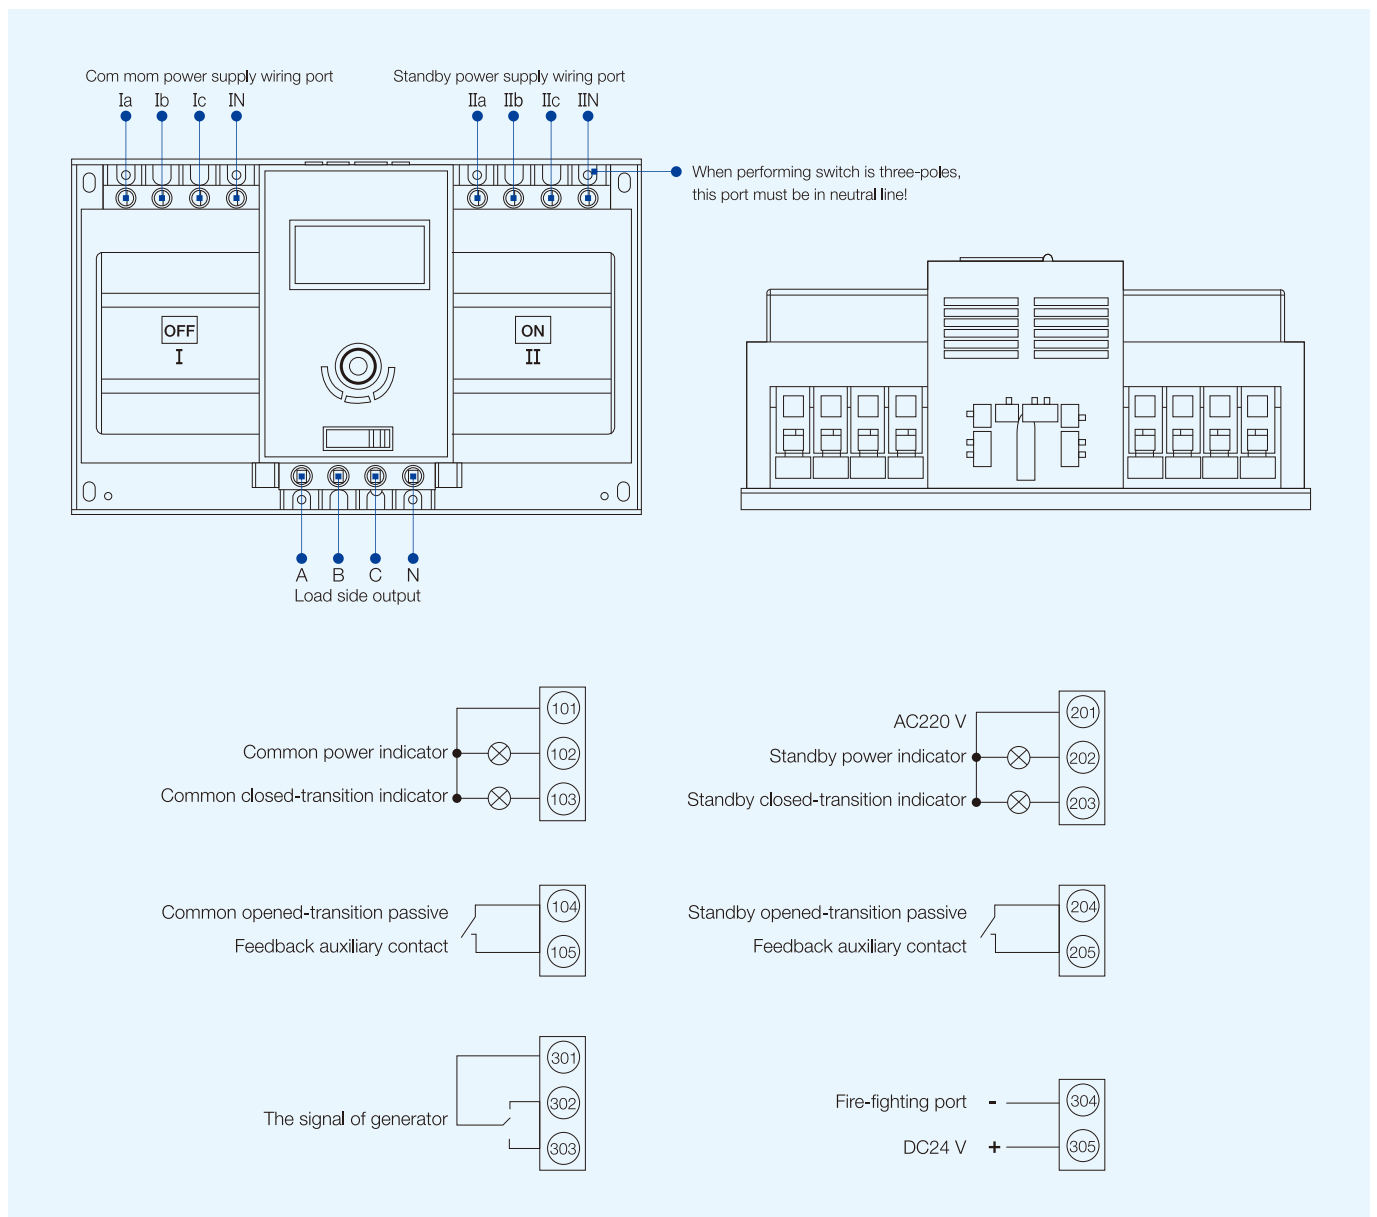 Com mom power supply wiring port
Standby power supply wiring port
Ia Ib Ic IN
IIa IIb IIc IIN
When performing switch is three-poles,
this port must be in neutral line!
OFF
I
ON
II
A B C N
Load side output
101
Common power indicator
102
Common closed-transition indicator
103
AC220 V
201
Standby power indicator
202
Standby closed-transition indicator
203
Common opened-transition passive
104
Feedback auxiliary contact
105
Standby opened-transition passive
204
Feedback auxiliary contact
205
301
302
The signal of generator
303
Fire-fighting port - 304
DC24 V + 305